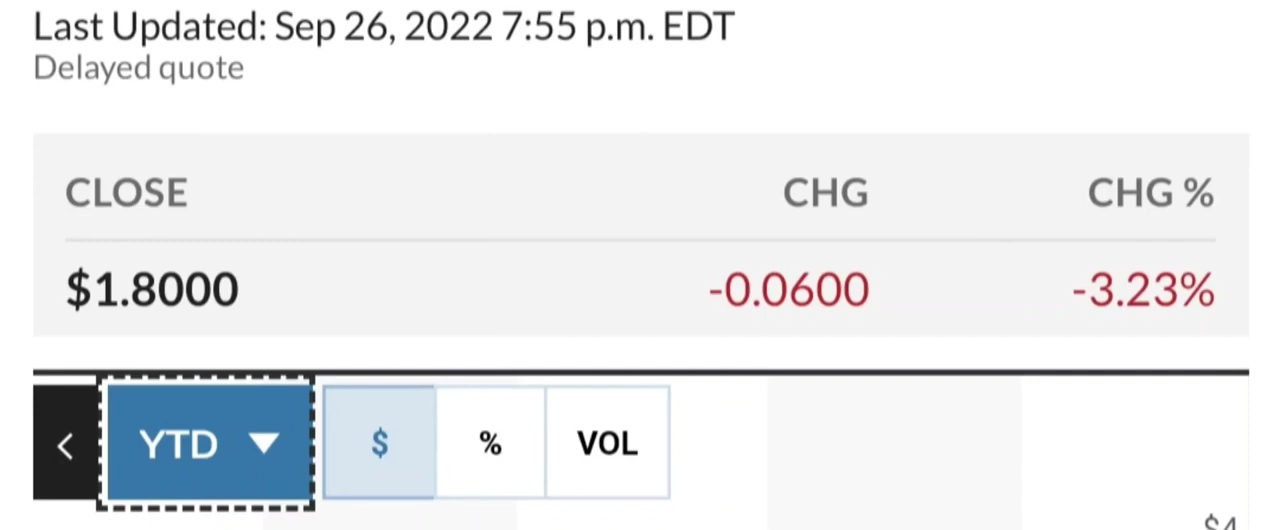 Last Updated: Sep 26, 2022 7:55 p.m. EDT
Delayed quote
CLOSE CHG CHG %
$1.8000 -0.0600 -3.23%
YTD $ % VOL